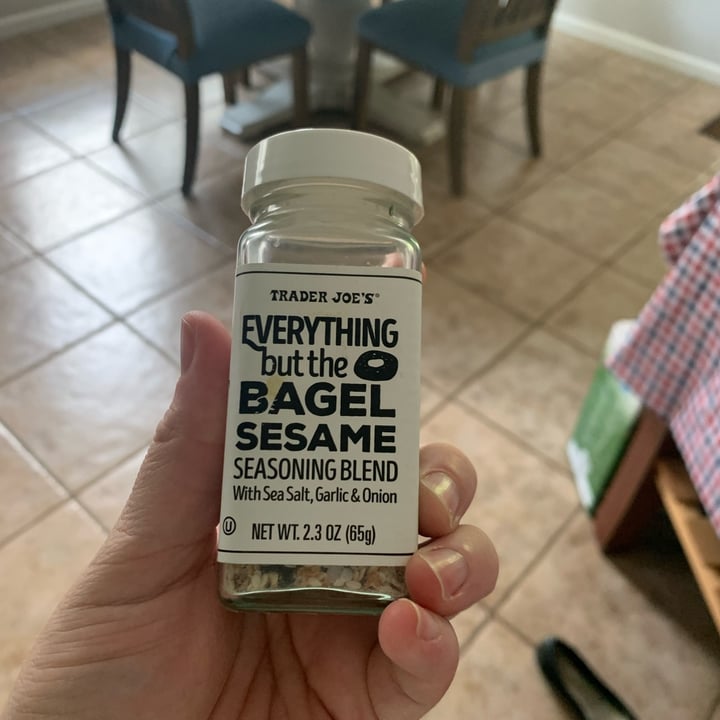 TRADER JOE'S®
EVERYTHING
but the
BAGEL
SESAME
SEASONING BLEND
With Sea Salt, Garlic & Onion
U
NET WT. 2.3 OZ (65g)